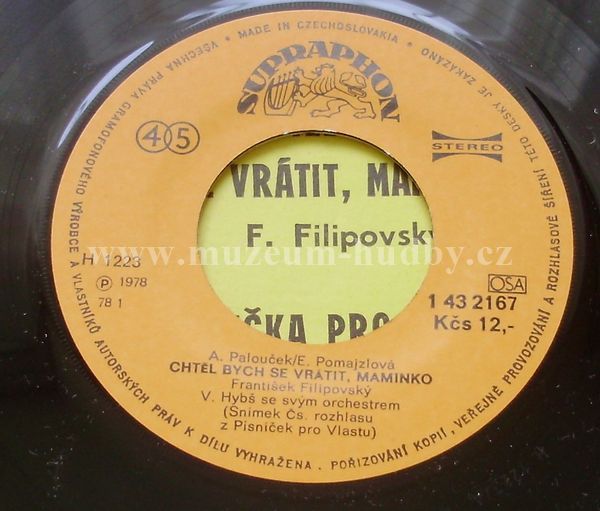 MADE IN CZECHOSLOVAKIA • VŠECHNA PRÁVA GRAMOFONOVÉHO VÝROBCE A VLASTNÍKŮ AUTORSKÝCH PRÁV K DÍLU VYHRAŽENA. POŘIZOVÁNÍ KOPIÍ, VEŘEJNÉ PROVOZOVÁNÍ A ROZHLASOVÉ ŠÍŘENÍ TÉTO DESKY JE ZAKÁZÁNO
SUPRAPHON
45
STEREO
VRÁTIT,
F. Filipovský
PRO
www.muzeum-hudby.cz
H 1223
Ⓟ 1978
78 1
OSA
1 43 2167
Kčs 12,-
A. Palouček/E. Pomajzlová
CHTĚL BYCH SE VRÁTIT, MAMINKO
František Filipovský
V. Hybš se svým orchestrem
(Snímek Čs. rozhlasu
z Písniček pro Vlastu)